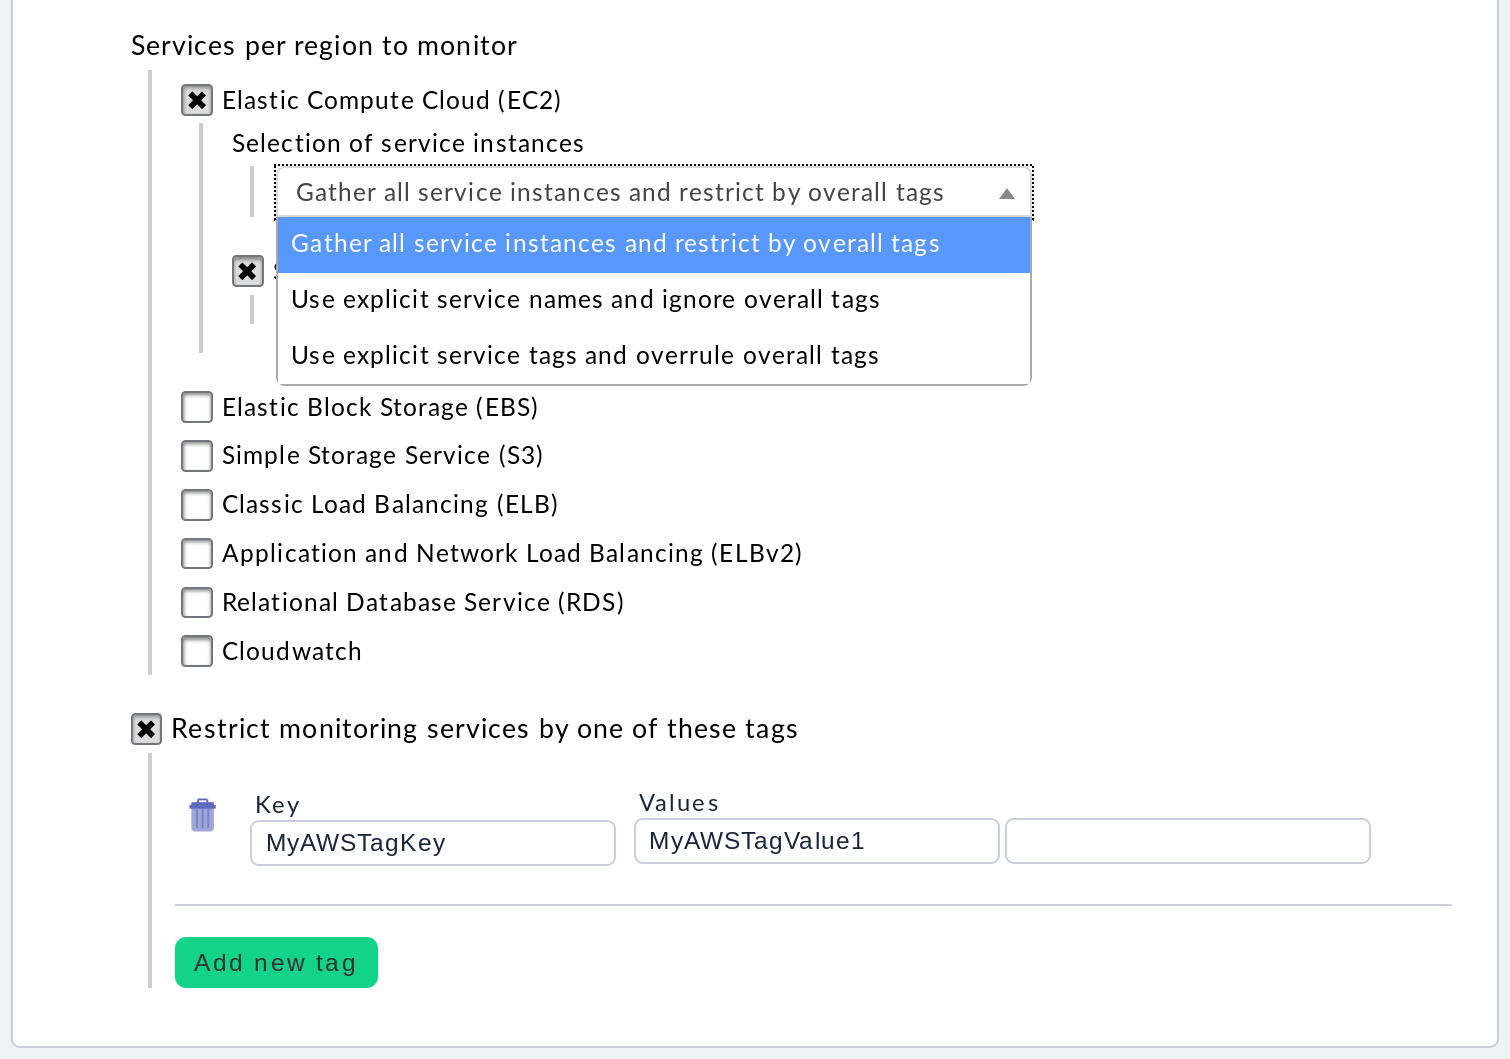 Services per region to monitor
Elastic Compute Cloud (EC2)
Selection of service instances
Gather all service instances and restrict by overall tags
Gather all service instances and restrict by overall tags
Use explicit service names and ignore overall tags
Use explicit service tags and overrule overall tags
Elastic Block Storage (EBS)
Simple Storage Service (S3)
Classic Load Balancing (ELB)
Application and Network Load Balancing (ELBv2)
Relational Database Service (RDS)
Cloudwatch
Restrict monitoring services by one of these tags
Key Values
MyAWSTagKey MyAWSTagValue1
Add new tag